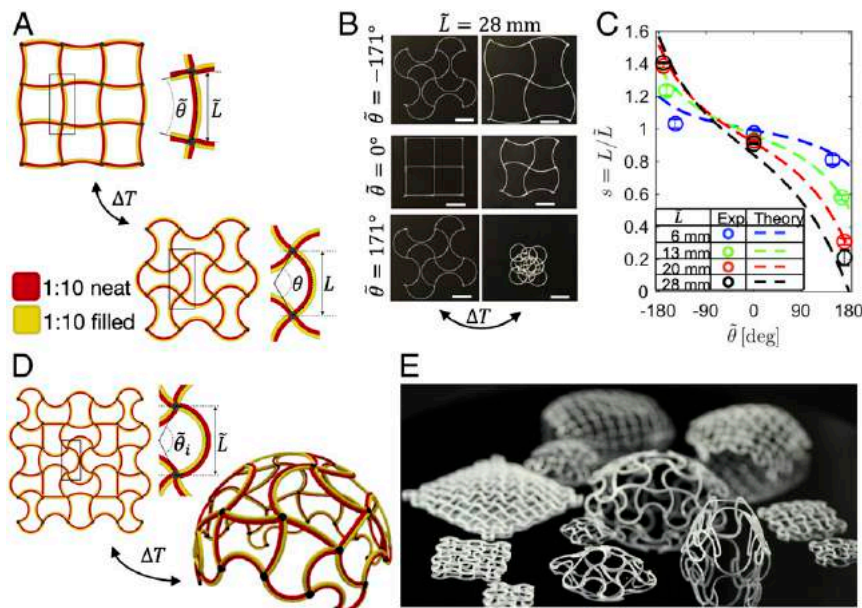 A
θ̃
L̃
ΔT
θ
L
1:10 neat
1:10 filled
B
L̃ = 28 mm
θ̃ = −171°
θ̃ = 0°
θ̃ = 171°
ΔT
C
s = L/L̃
1.6
1.4
1.2
1
0.8
0.6
0.4
0.2
0
L̃ Exp. Theory
6 mm
13 mm
20 mm
28 mm
-180 -90 0 90 180
θ̃ [deg]
D
θ̃i
L̃
ΔT
E